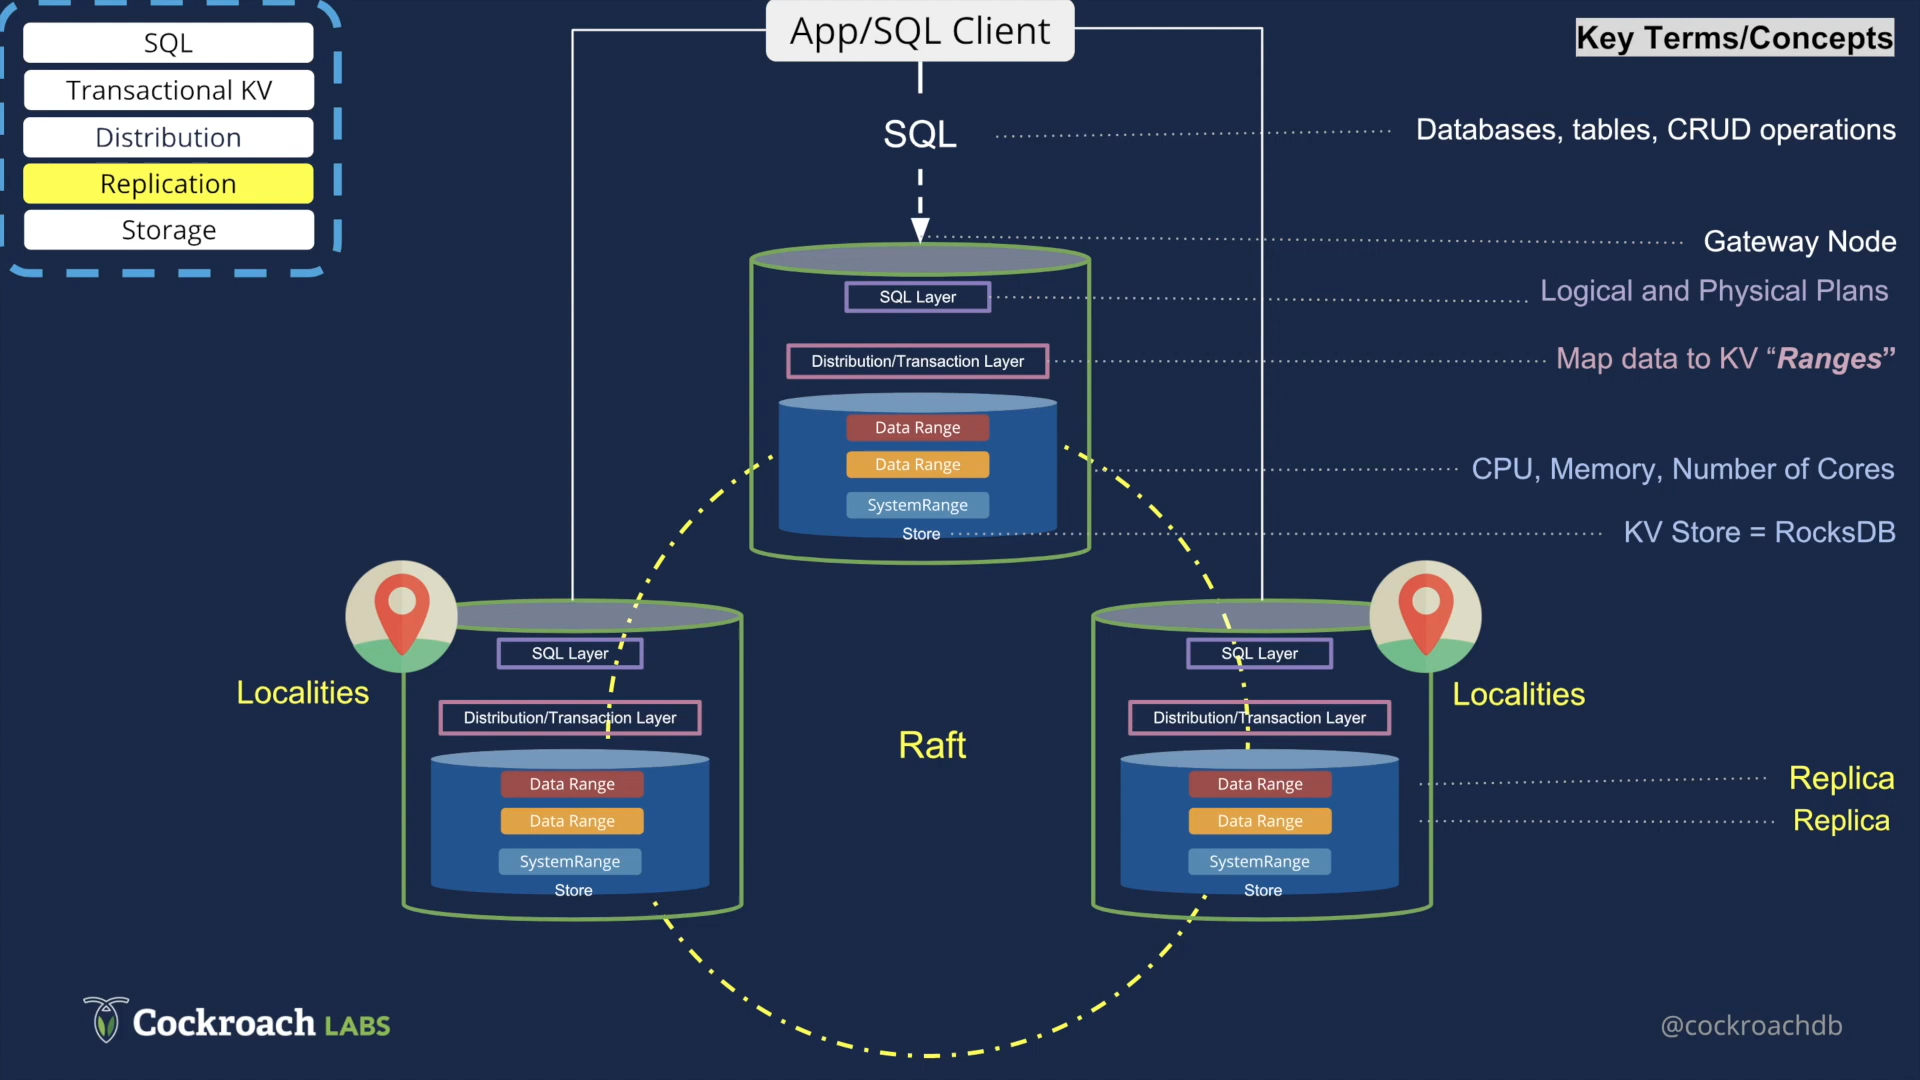 SQL
Transactional KV
Distribution
Replication
Storage
App/SQL Client
Key Terms/Concepts
SQL
Databases, tables, CRUD operations
Gateway Node
SQL Layer
Logical and Physical Plans
Distribution/Transaction Layer
Map data to KV “Ranges”
Data Range
Data Range
SystemRange
Store
CPU, Memory, Number of Cores
KV Store = RocksDB
Localities
SQL Layer
Distribution/Transaction Layer
Data Range
Data Range
SystemRange
Store
Raft
SQL Layer
Distribution/Transaction Layer
Data Range
Data Range
SystemRange
Store
Localities
Replica
Replica
Cockroach LABS
@cockroachdb